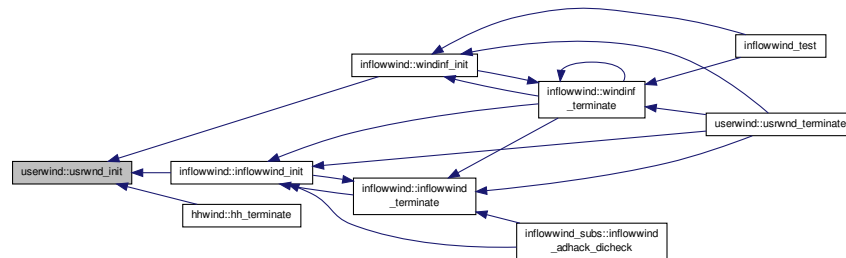 inflowwind_test
inflowwind::windinf_init
inflowwind::windinf
_terminate
userwind::usrwnd_terminate
userwind::usrwnd_init
inflowwind::inflowwind_init
inflowwind::inflowwind
_terminate
hhwind::hh_terminate
inflowwind_subs::inflowwind
_adhack_dicheck